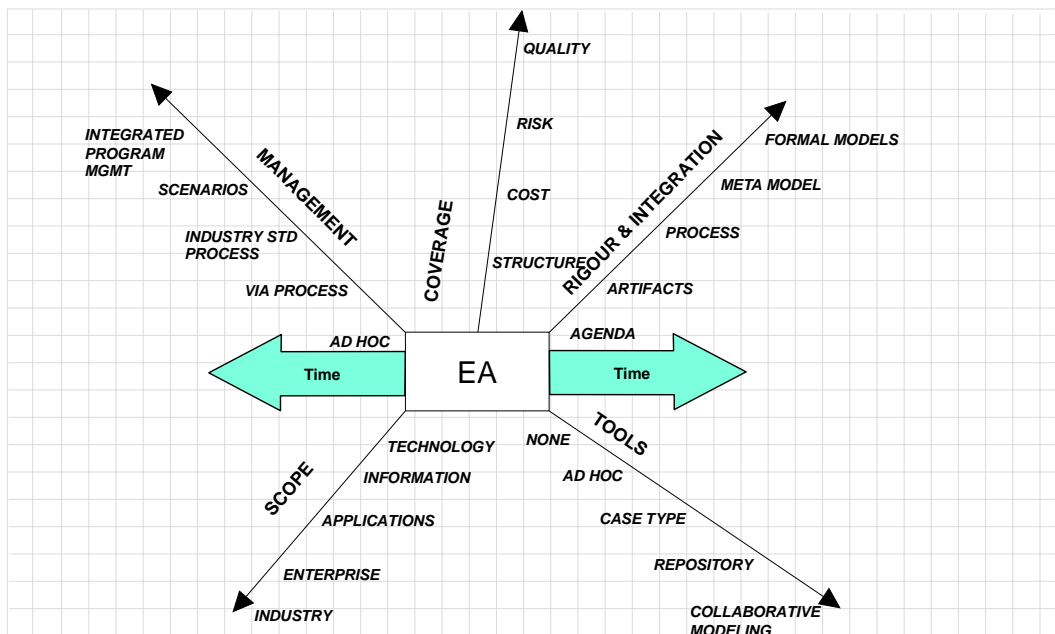 QUALITY
INTEGRATED
PROGRAM
MGMT
MANAGEMENT
RISK
RIGOUR & INTEGRATION
FORMAL MODELS
SCENARIOS
COVERAGE
COST
META MODEL
INDUSTRY STD
PROCESS
PROCESS
STRUCTURE
VIA PROCESS
ARTIFACTS
AD HOC
AGENDA
Time
EA
Time
SCOPE
TECHNOLOGY
NONE
TOOLS
INFORMATION
AD HOC
APPLICATIONS
CASE TYPE
ENTERPRISE
REPOSITORY
INDUSTRY
COLLABORATIVE
MODELING